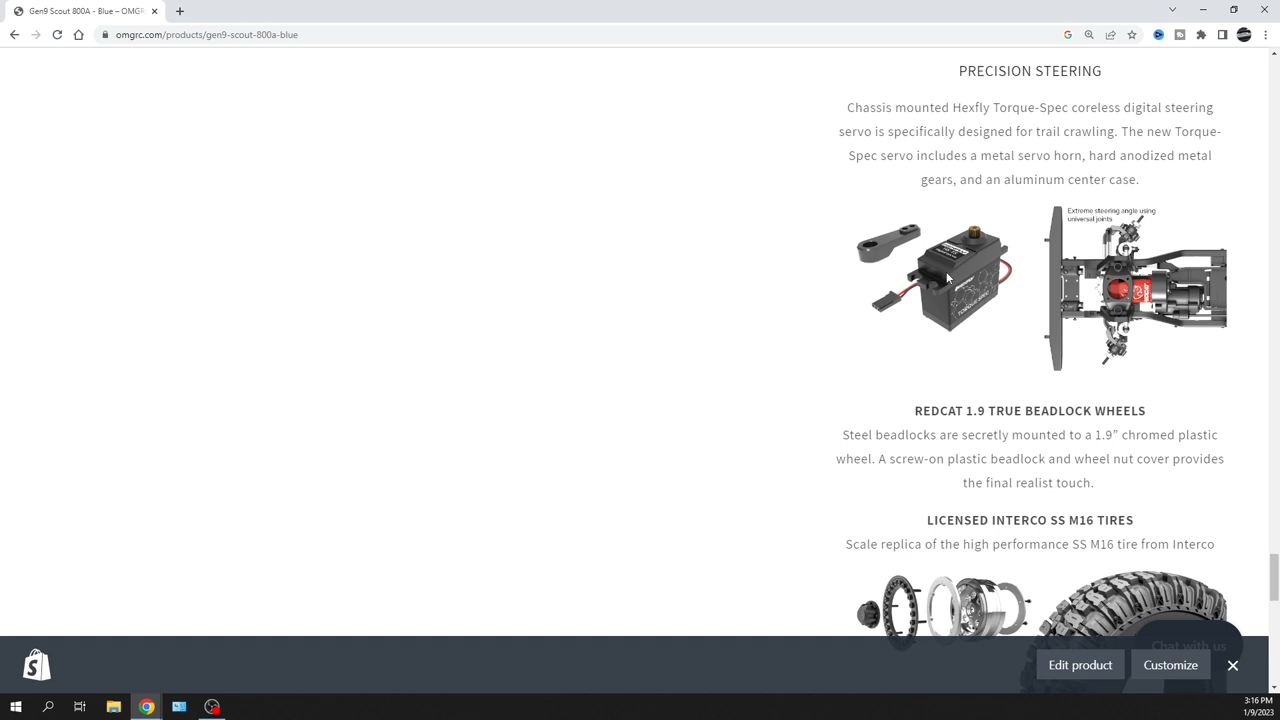 Gen9 Scout 800A - Blue – OMGR
omgrc.com/products/gen9-scout-800a-blue
PRECISION STEERING
Chassis mounted Hexfly Torque-Spec coreless digital steering
servo is specifically designed for trail crawling. The new Torque-
Spec servo includes a metal servo horn, hard anodized metal
gears, and an aluminum center case.
Extreme steering angle using
universal joints
REDCAT 1.9 TRUE BEADLOCK WHEELS
Steel beadlocks are secretly mounted to a 1.9” chromed plastic
wheel. A screw-on plastic beadlock and wheel nut cover provides
the final realist touch.
LICENSED INTERCO SS M16 TIRES
Scale replica of the high performance SS M16 tire from Interco
Chat with us
Edit product
Customize
3:16 PM
1/9/2023